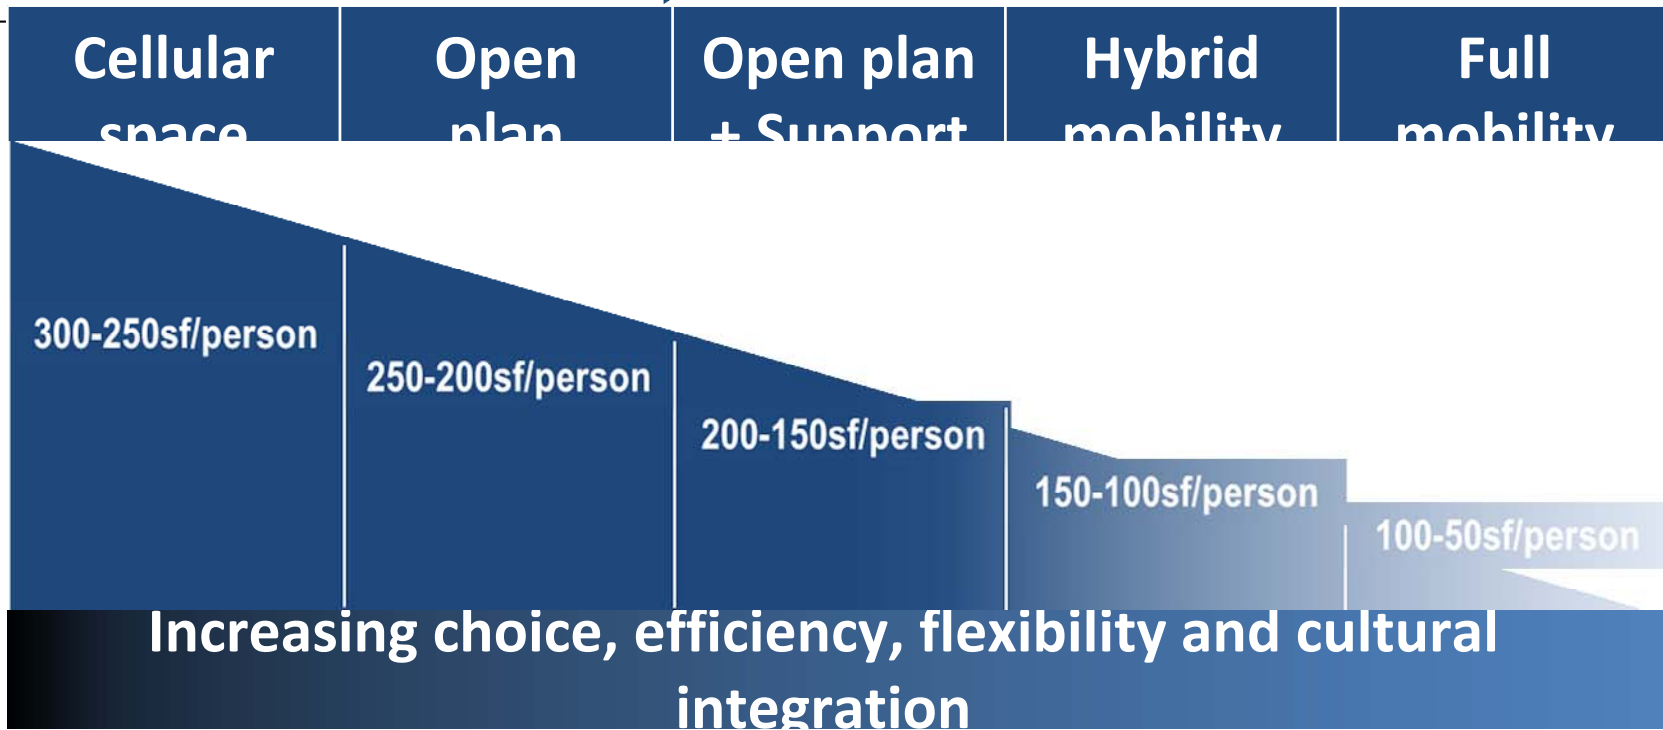 Cellular
space
Open
plan
Open plan
+ Support
Hybrid
mobility
Full
mobility
300-250sf/person
250-200sf/person
200-150sf/person
150-100sf/person
100-50sf/person
Increasing choice, efficiency, flexibility and cultural
integration